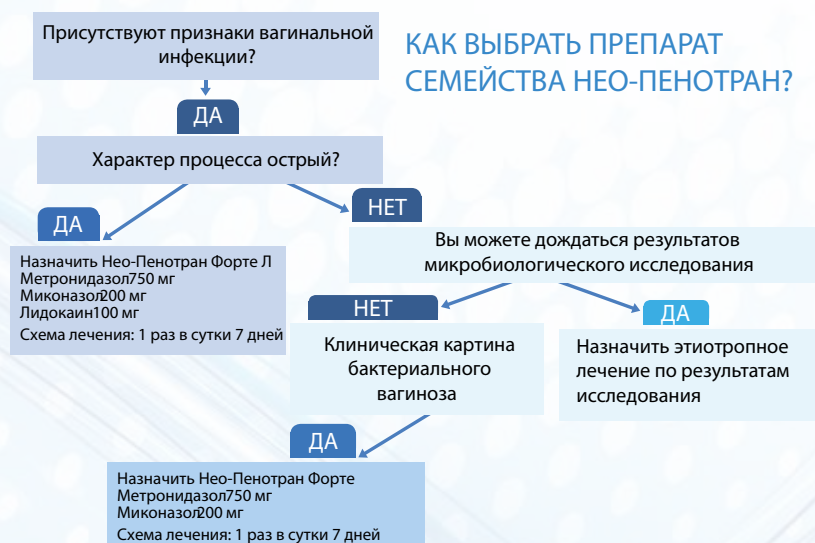 Присутствуют признаки вагинальной
инфекции?
КАК ВЫБРАТЬ ПРЕПАРАТ
СЕМЕЙСТВА НЕО-ПЕНОТРАН?
ДА
Характер процесса острый?
ДА
НЕТ
Назначить Нео-Пенотран Форте Л
Метронидазол750 мг
Миконазол200 мг
Лидокаин100 мг
Схема лечения: 1 раз в сутки 7 дней
Вы можете дождаться результатов
микробиологического исследования
НЕТ
ДА
Клиническая картина
бактериального
вагиноза
Назначить этиотропное
лечение по результатам
исследования
ДА
Назначить Нео-Пенотран Форте
Метронидазол750 мг
Миконазол200 мг
Схема лечения: 1 раз в сутки 7 дней